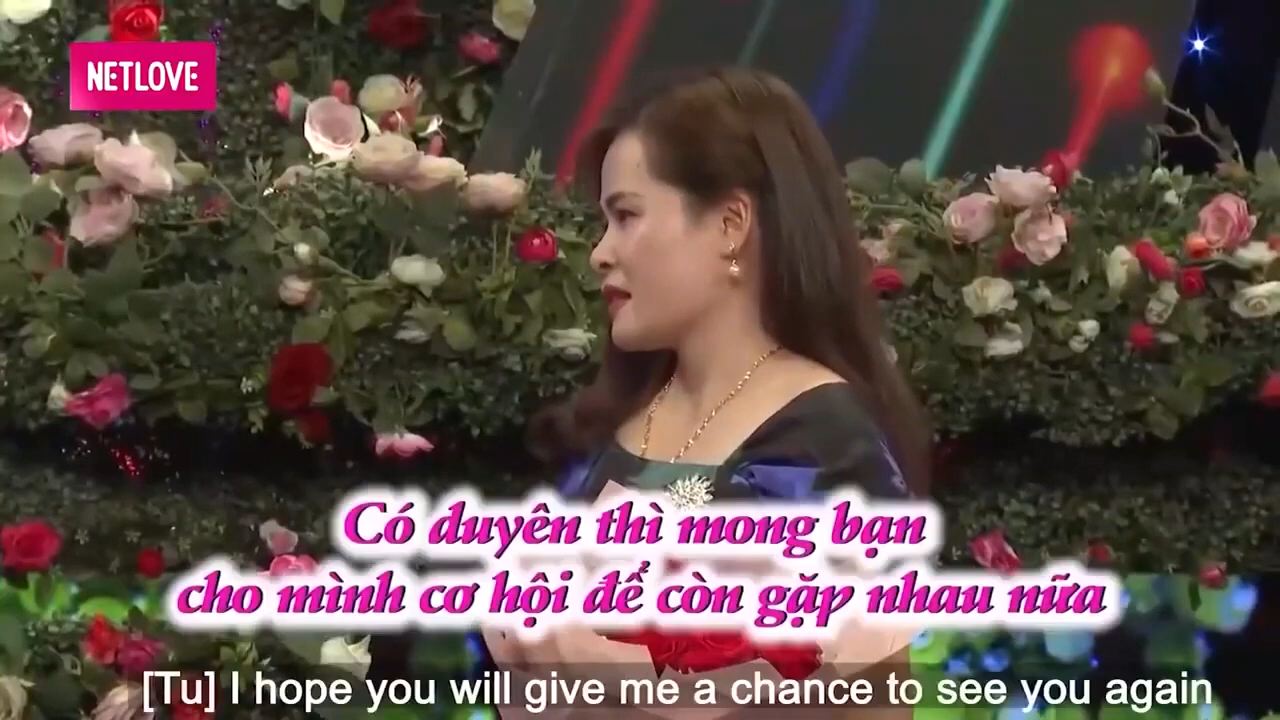 NETLOVE
Có duyên thì mong bạn
cho mình cơ hội để còn gặp nhau nữa
[Tu] I hope you will give me a chance to see you again